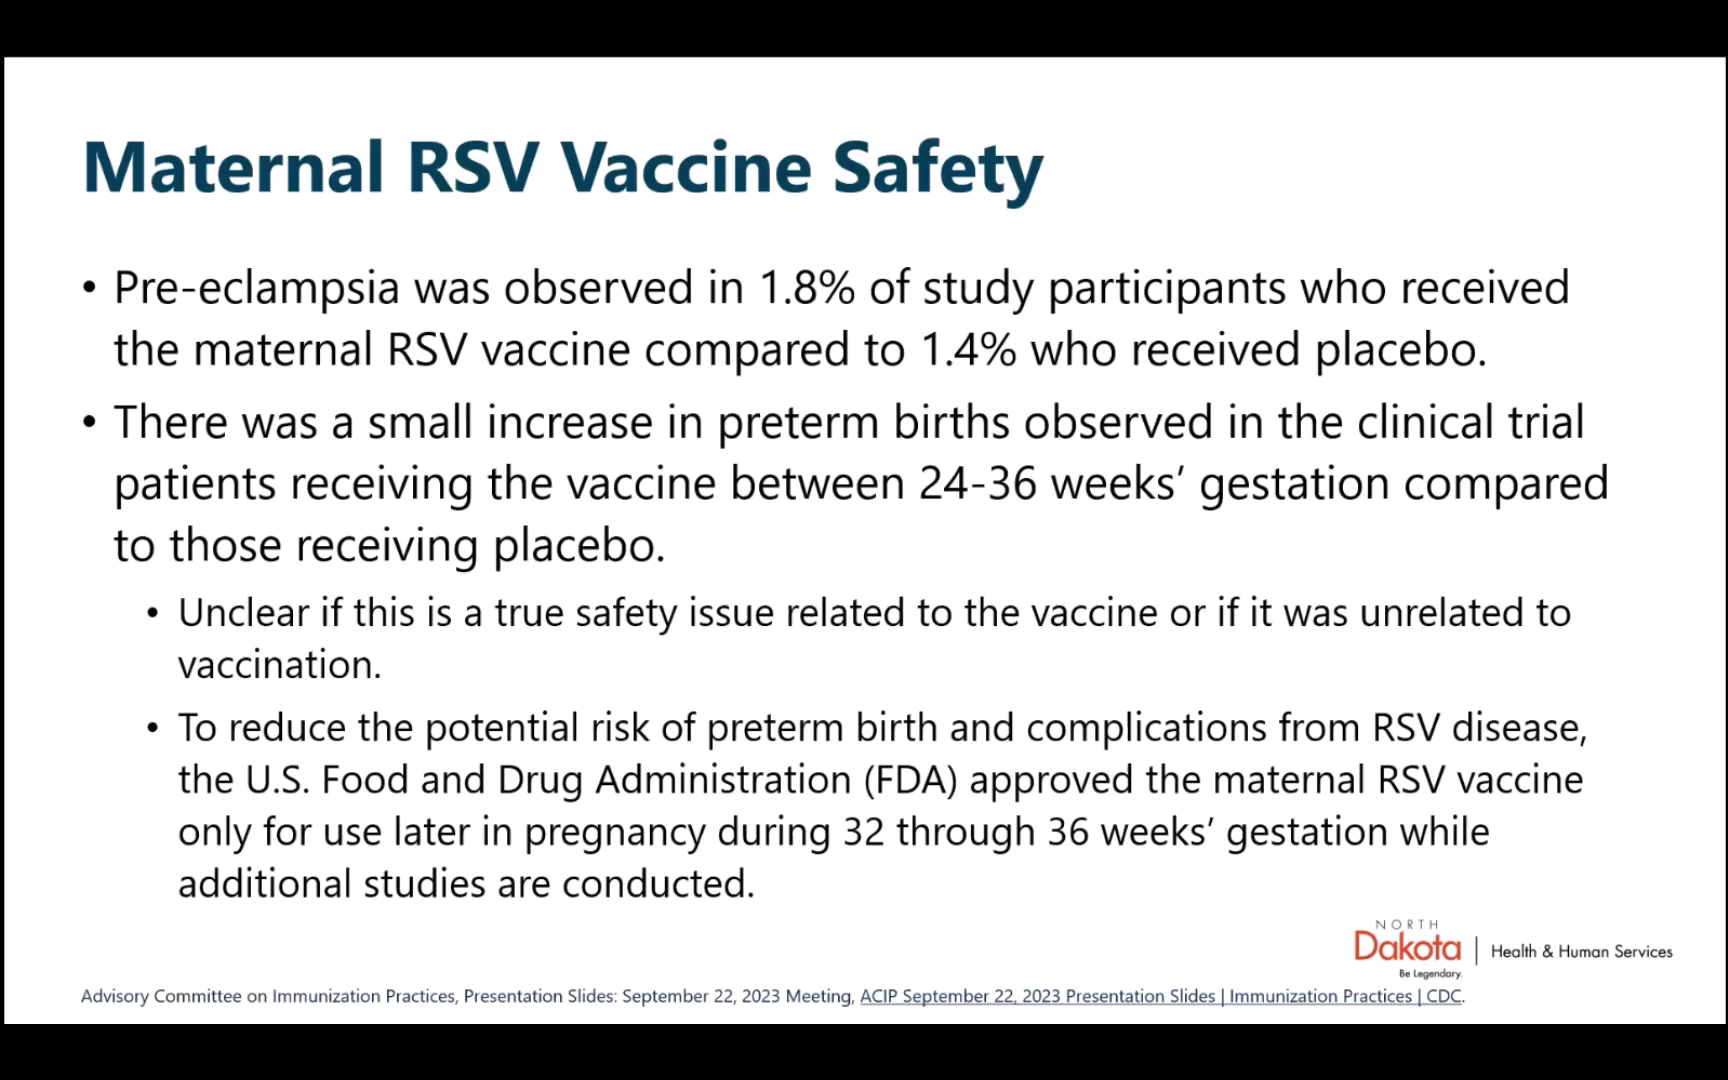 Maternal RSV Vaccine Safety
• Pre-eclampsia was observed in 1.8% of study participants who received
the maternal RSV vaccine compared to 1.4% who received placebo.
• There was a small increase in preterm births observed in the clinical trial
patients receiving the vaccine between 24-36 weeks’ gestation compared
to those receiving placebo.
• Unclear if this is a true safety issue related to the vaccine or if it was unrelated to
vaccination.
• To reduce the potential risk of preterm birth and complications from RSV disease,
the U.S. Food and Drug Administration (FDA) approved the maternal RSV vaccine
only for use later in pregnancy during 32 through 36 weeks’ gestation while
additional studies are conducted.
NORTH
Dakota | Health & Human Services
Be Legendary.
Advisory Committee on Immunization Practices, Presentation Slides: September 22, 2023 Meeting, ACIP September 22, 2023 Presentation Slides | Immunization Practices | CDC.